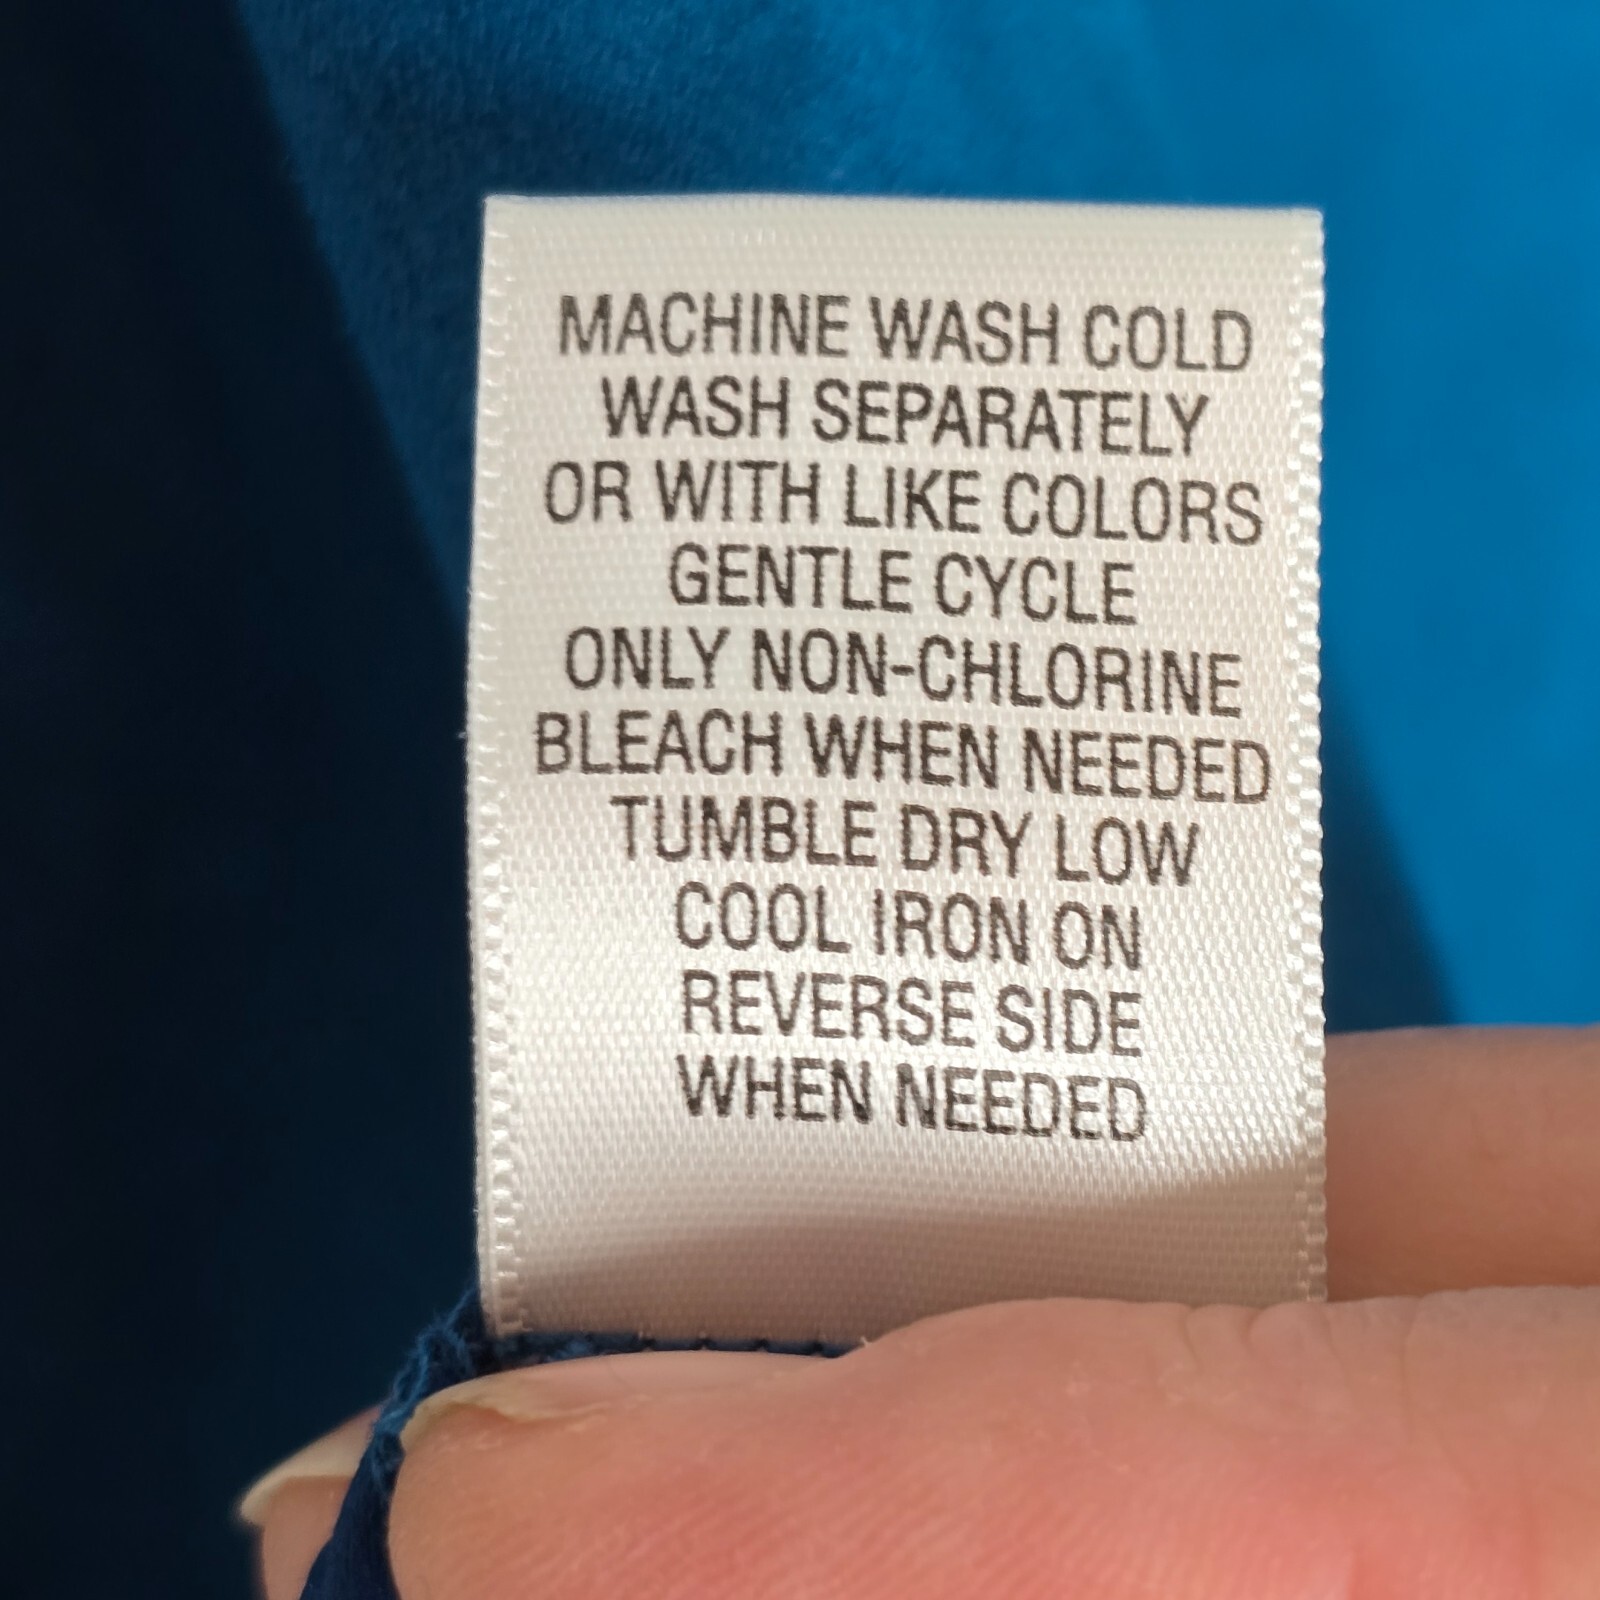 MACHINE WASH COLD
WASH SEPARATELY
OR WITH LIKE COLORS
GENTLE CYCLE
ONLY NON-CHLORINE
BLEACH WHEN NEEDED
TUMBLE DRY LOW
COOL IRON ON
REVERSE SIDE
WHEN NEEDED